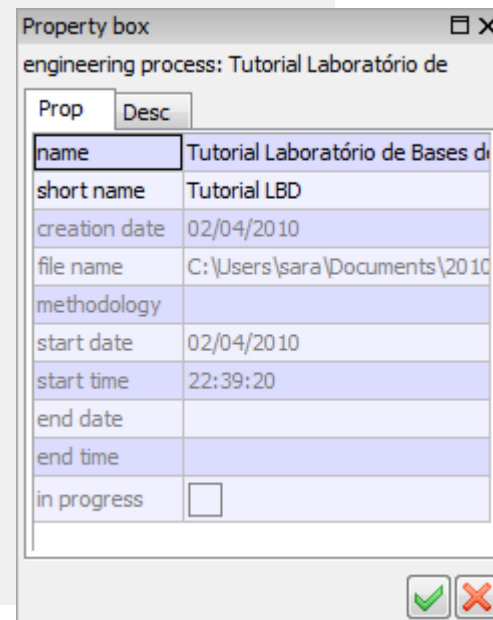 Property box
engineering process: Tutorial Laboratório de
Prop Desc
name Tutorial Laboratório de Bases d
short name Tutorial LBD
creation date 02/04/2010
file name C:\Users\sara\Documents\2010
methodology
start date 02/04/2010
start time 22:39:20
end date
end time
in progress